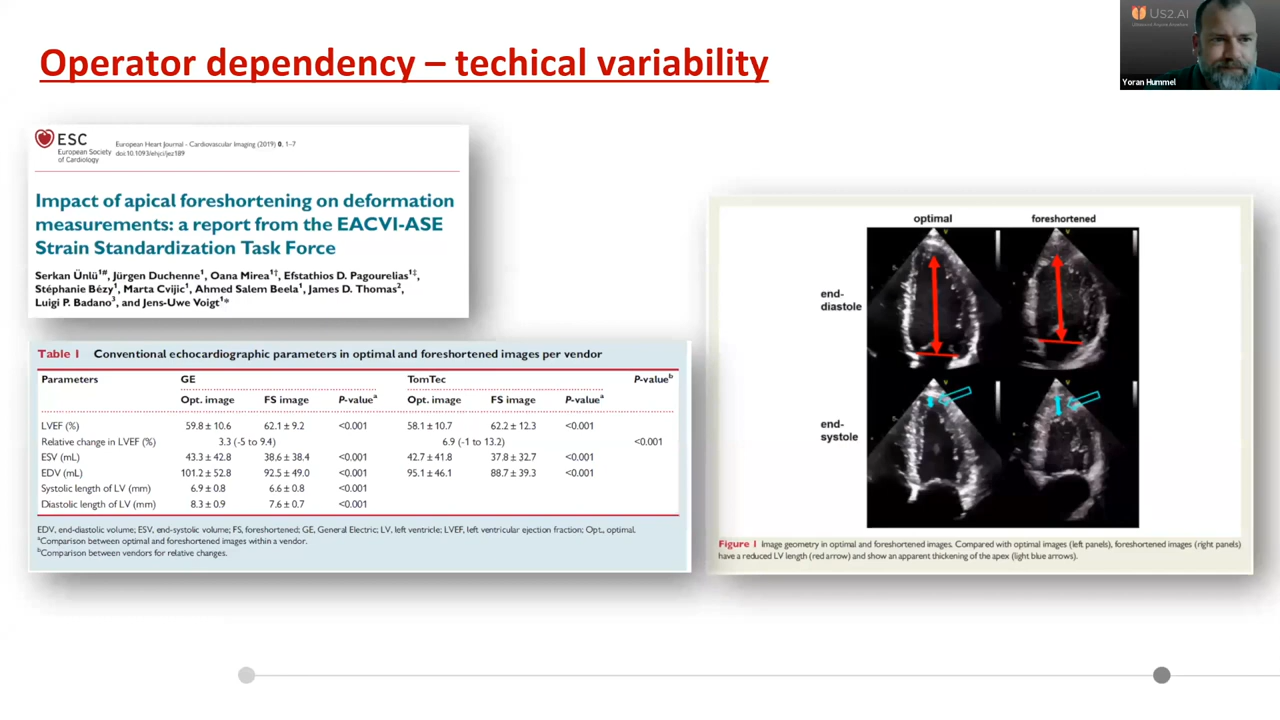 Operator dependency – techical variability
US2.AI
Yoran Hummel
ESC
European Society
of Cardiology
European Heart Journal - Cardiovascular Imaging (2019) 0, 1–7
doi:10.1093/ehjci/jez189
Impact of apical foreshortening on deformation
measurements: a report from the EACVI-ASE
Strain Standardization Task Force
Serkan Ünlü1#, Jürgen Duchenne1, Oana Mirea1†, Efstathios D. Pagourelias1‡,
Stéphanie Bézy1, Marta Cvijic1, Ahmed Salem Beela1, James D. Thomas2,
Luigi P. Badano3, and Jens-Uwe Voigt1*
Table 1 Conventional echocardiographic parameters in optimal and foreshortened images per vendor
Parameters GE TomTec P-valueb
Opt. image FS image P-valuea Opt. image FS image P-valuea
LVEF (%) 59.8 ± 10.6 62.1 ± 9.2 <0.001 58.1 ± 10.7 62.2 ± 12.3 <0.001
Relative change in LVEF (%) 3.3 (-5 to 9.4) 6.9 (-1 to 13.2) <0.001
ESV (mL) 43.3 ± 42.8 38.6 ± 38.4 <0.001 42.7 ± 41.8 37.8 ± 32.7 <0.001
EDV (mL) 101.2 ± 52.8 92.5 ± 49.0 <0.001 95.1 ± 46.1 88.7 ± 39.3 <0.001
Systolic length of LV (mm) 6.9 ± 0.8 6.6 ± 0.8 <0.001
Diastolic length of LV (mm) 8.3 ± 0.9 7.6 ± 0.7 <0.001
EDV, end-diastolic volume; ESV, end-systolic volume; FS, foreshortened; GE, General Electric; LV, left ventricle; LVEF, left ventricular ejection fraction; Opt., optimal.
aComparison between optimal and foreshortened images within a vendor.
bComparison between vendors for relative changes.
optimal foreshortened
end-
diastole
end-
systole
Figure 1 Image geometry in optimal and foreshortened images. Compared with optimal images (left panels), foreshortened images (right panels)
have a reduced LV length (red arrow) and show an apparent thickening of the apex (light blue arrows).